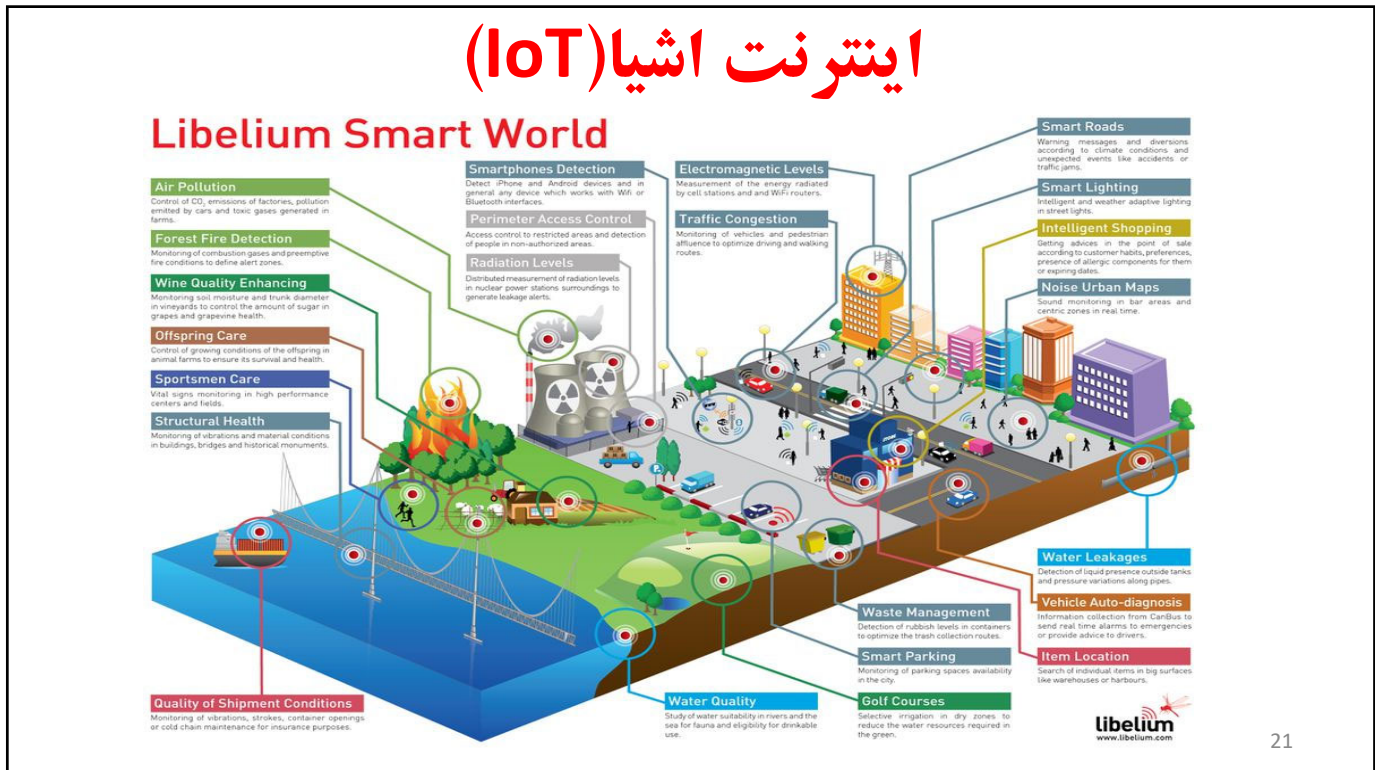 اینترنت اشیا(IoT)
Libelium Smart World
Air Pollution
Control of CO₂ emissions of factories, pollution
emitted by cars and toxic gases generated in
farms.
Forest Fire Detection
Monitoring of combustion gases and preemptive
fire conditions to define alert zones.
Wine Quality Enhancing
Monitoring soil moisture and trunk diameter
in vineyards to control the amount of sugar in
grapes and grapevine health.
Offspring Care
Control of growing conditions of the offspring in
animal farms to ensure its survival and health.
Sportsmen Care
Vital signs monitoring in high performance
centers and fields.
Structural Health
Monitoring of vibrations and material conditions
in buildings, bridges and historical monuments.
Quality of Shipment Conditions
Monitoring of vibrations, strokes, container openings
or cold chain maintenance for insurance purposes.
Smartphones Detection
Detect iPhone and Android devices and in
general any device which works with Wifi or
Bluetooth interfaces.
Perimeter Access Control
Access control to restricted areas and detection
of people in non-authorized areas.
Radiation Levels
Distributed measurement of radiation levels
in nuclear power stations surroundings to
generate leakage alerts.
Electromagnetic Levels
Measurement of the energy radiated
by cell stations and and WiFi routers.
Traffic Congestion
Monitoring of vehicles and pedestrian
affluence to optimize driving and walking
routes.
Smart Roads
Warning messages and diversions
according to climate conditions and
unexpected events like accidents or
traffic jams.
Smart Lighting
Intelligent and weather adaptive lighting
in street lights.
Intelligent Shopping
Getting advices in the point of sale
according to customer habits, preferences,
presence of allergic components for them
or expiring dates.
Noise Urban Maps
Sound monitoring in bar areas and
centric zones in real time.
Water Leakages
Detection of liquid presence outside tanks
and pressure variations along pipes.
Vehicle Auto-diagnosis
Information collection from CanBus to
send real time alarms to emergencies
or provide advice to drivers.
Item Location
Search of individual items in big surfaces
like warehouses or harbours.
Waste Management
Detection of rubbish levels in containers
to optimize the trash collection routes.
Smart Parking
Monitoring of parking spaces availability
in the city.
Golf Courses
Selective irrigation in dry zones to
reduce the water resources required in
the green.
Water Quality
Study of water suitability in rivers and the
sea for fauna and eligibility for drinkable
use.
libelium
www.libelium.com
21